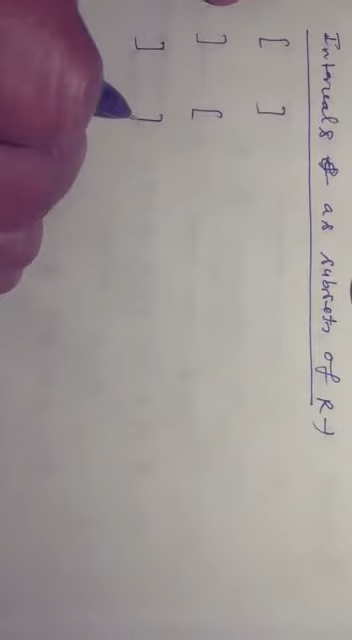 Intervals as subsets of R →
[ ]
] [
] ]